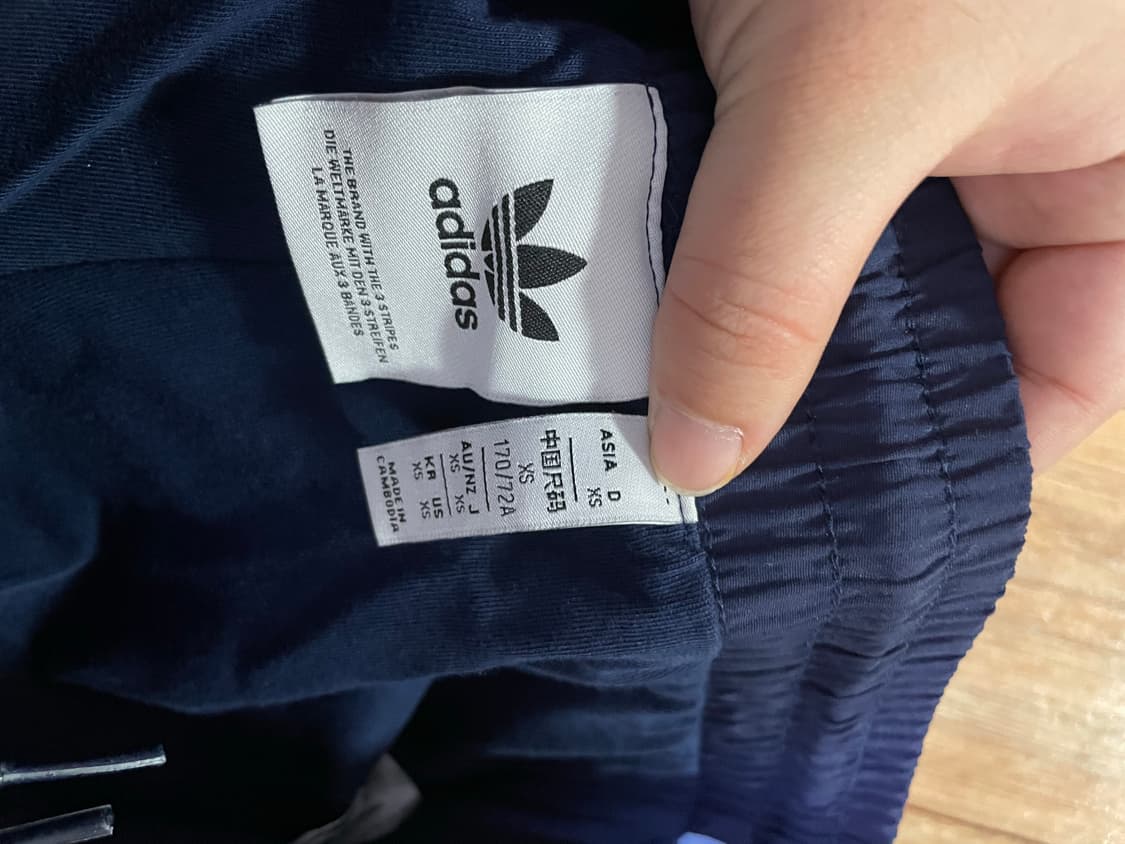 adidas
THE BRAND WITH THE 3 STRIPES
DIE WELTMARKE MIT DEN 3 STREIFEN
LA MARQUE AUX 3 BANDES
ASIA D
XS
中国尺码
XS
170/72A
AU/NZ J
XS XS
KR US
XS XS
MADE IN
CAMBODIA